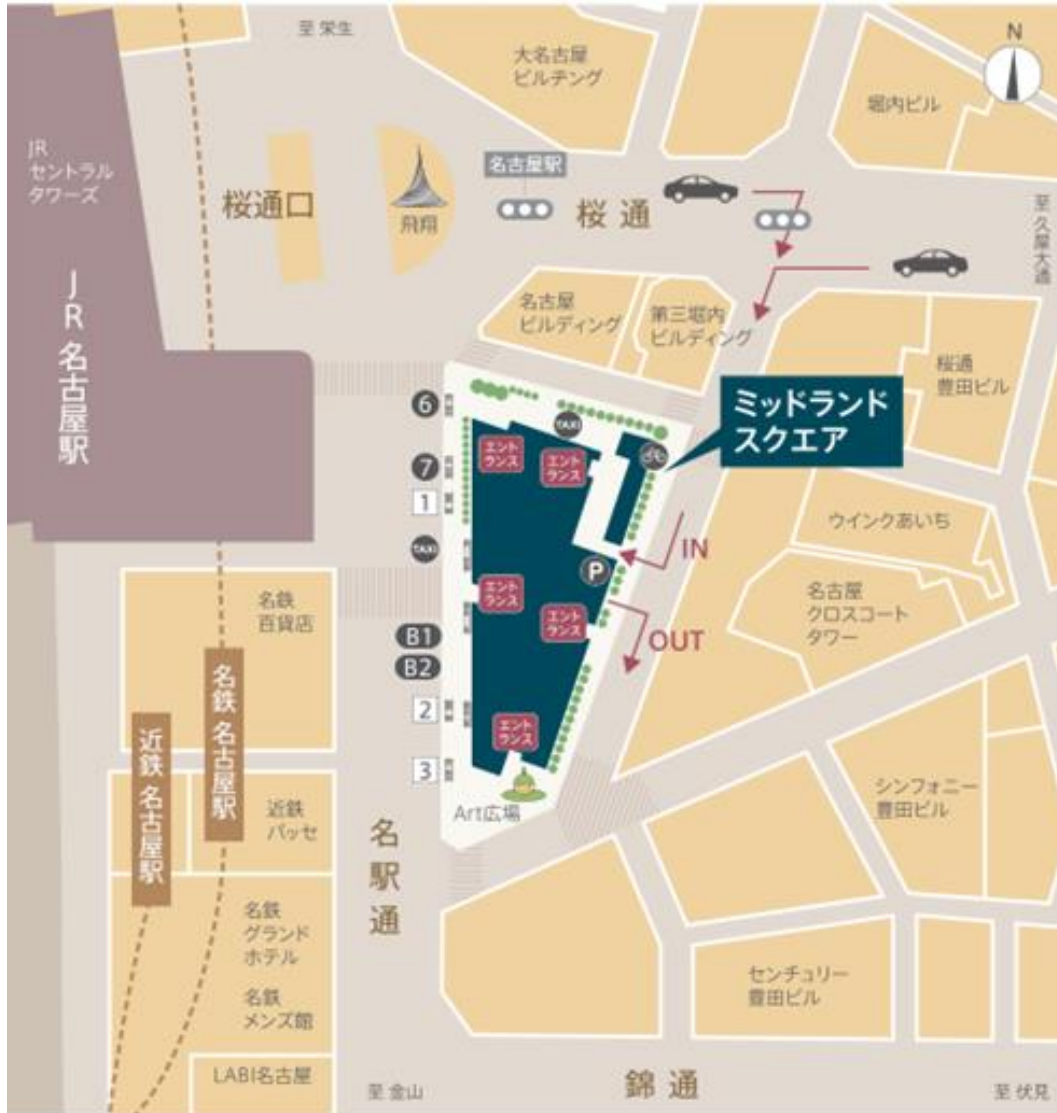 至 栄生
大名古屋
ビルヂング
N
堀内ビル
JR
セントラル
タワーズ
名古屋駅
桜通口
飛翔
桜通
至 久屋大通
JR 名古屋駅
名古屋
ビルディング
第三堀内
ビルディング
桜通
豊田ビル
ミッドランド
スクエア
6
TAXI
エント
ランス
エント
ランス
7
1
ウインクあいち
IN
TAXI
P
名鉄
百貨店
エント
ランス
エント
ランス
名古屋
クロスコート
タワー
B1
OUT
B2
名鉄 名古屋駅
2
エント
ランス
近鉄 名古屋駅
3
シンフォニー
豊田ビル
近鉄
パッセ
Art広場
名駅通
名鉄
グランド
ホテル
センチュリー
豊田ビル
名鉄
メンズ館
LABI名古屋
至 金山
錦通
至 伏見